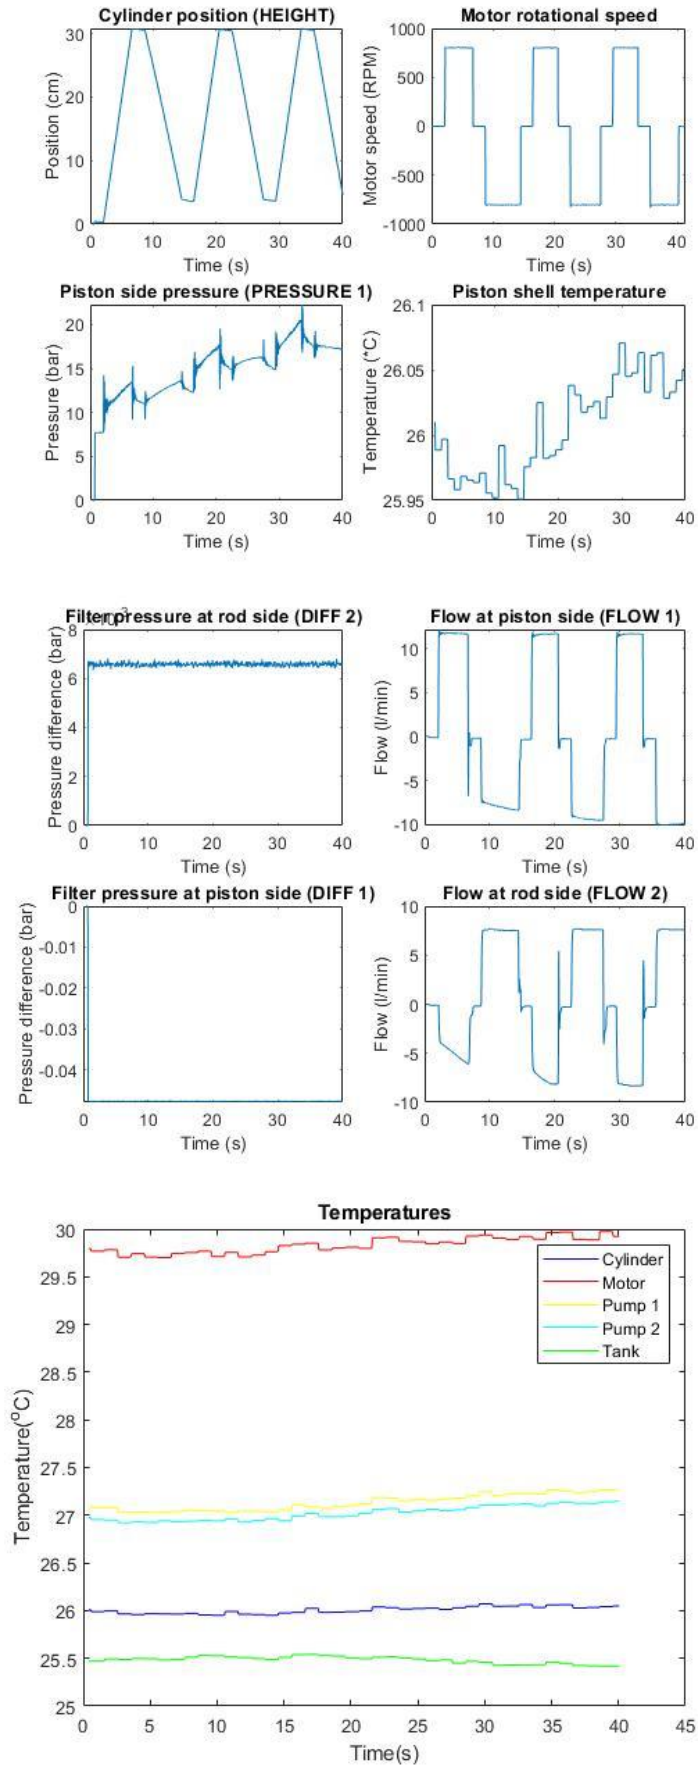 Cylinder position (HEIGHT)
Position (cm)
30
20
10
0
0 10 20 30 40
Time (s)
Motor rotational speed
Motor speed (RPM)
1000
500
0
-500
-1000
0 10 20 30 40
Time (s)
Piston side pressure (PRESSURE 1)
Pressure (bar)
20
15
10
5
0
0 10 20 30 40
Time (s)
Piston shell temperature
Temperature (°C)
26.1
26.05
26
25.95
0 10 20 30 40
Time (s)
Filter pressure at rod side (DIFF 2)
Pressure difference (bar)
8
6
4
2
0
0 10 20 30 40
Time (s)
Flow at piston side (FLOW 1)
Flow (l/min)
10
5
0
-5
-10
0 10 20 30 40
Time (s)
Filter pressure at piston side (DIFF 1)
Pressure difference (bar)
0
-0.01
-0.02
-0.03
-0.04
0 10 20 30 40
Time (s)
Flow at rod side (FLOW 2)
Flow (l/min)
10
5
0
-5
-10
0 10 20 30 40
Time (s)
Temperatures
Temperature(°C)
30
29.5
29
28.5
28
27.5
27
26.5
26
25.5
25
Cylinder
Motor
Pump 1
Pump 2
Tank
0 5 10 15 20 25 30 35 40 45
Time(s)